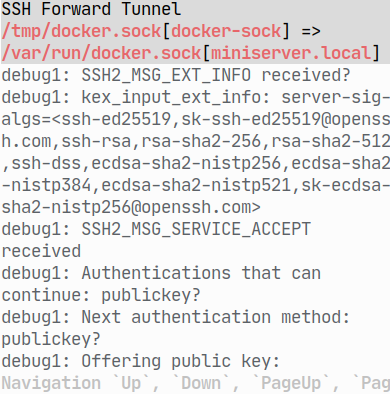 SSH Forward Tunnel
/tmp/docker.sock[docker-sock] =>
/var/run/docker.sock[miniserver.local]
debug1: SSH2_MSG_EXT_INFO received?
debug1: kex_input_ext_info: server-sig-
algs=<ssh-ed25519,sk-ssh-ed25519@openss
h.com,ssh-rsa,rsa-sha2-256,rsa-sha2-512
,ssh-dss,ecdsa-sha2-nistp256,ecdsa-sha2
-nistp384,ecdsa-sha2-nistp521,sk-ecdsa-
sha2-nistp256@openssh.com>
debug1: SSH2_MSG_SERVICE_ACCEPT
received
debug1: Authentications that can
continue: publickey?
debug1: Next authentication method:
publickey?
debug1: Offering public key:
Navigation `Up`, `Down`, `PageUp`, `Pag